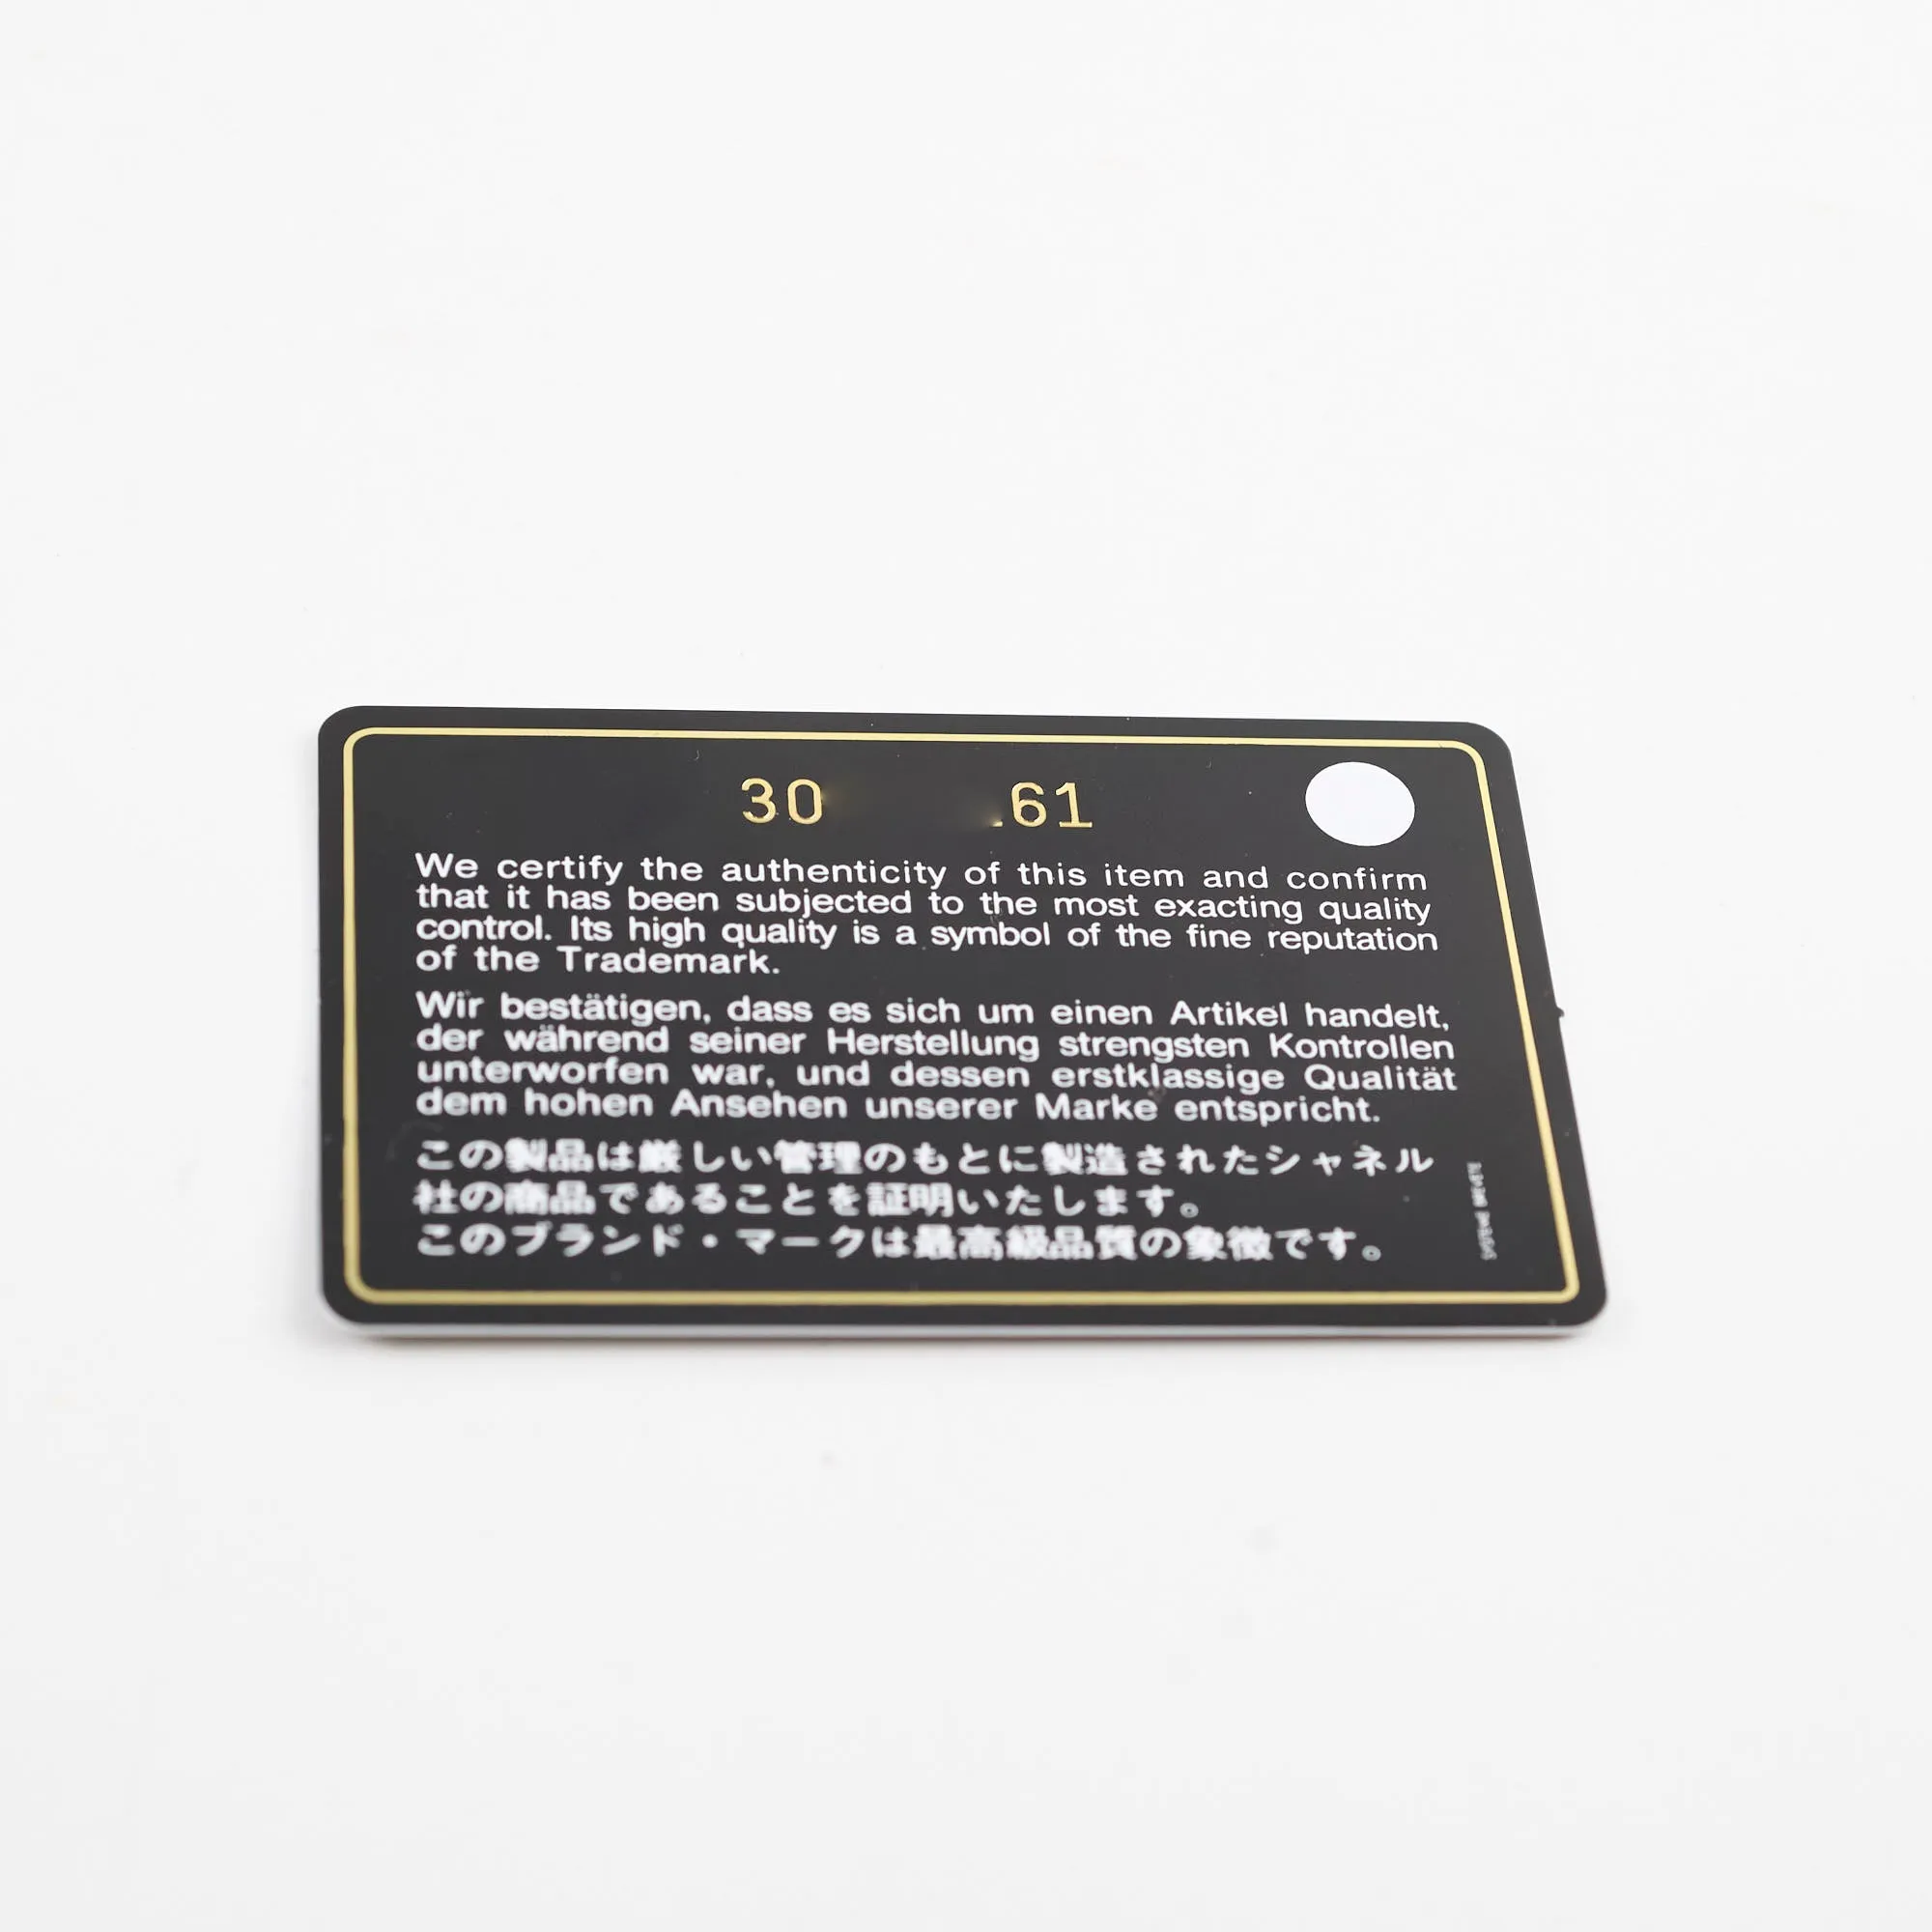 30 61
We certify the authenticity of this item and confirm
that it has been subjected to the most exacting quality
control. Its high quality is a symbol of the fine reputation
of the Trademark.
Wir bestätigen, dass es sich um einen Artikel handelt,
der während seiner Herstellung strengsten Kontrollen
unterworfen war, und dessen erstklassige Qualität
dem hohen Ansehen unserer Marke entspricht.
この製品は厳しい管理のもとに製造されたシャネル
社の商品であることを証明いたします。
このブランド・マークは最高級品質の象徴です。